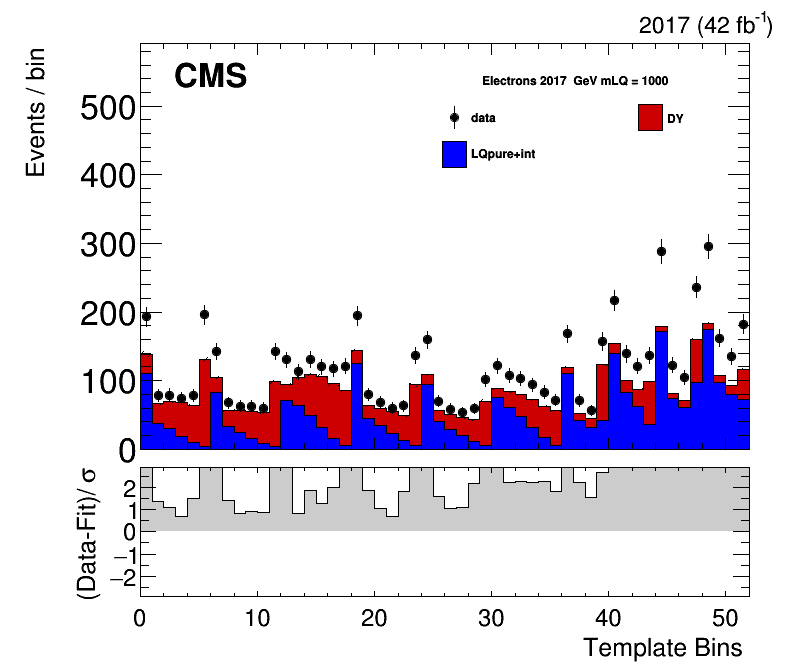 2017 (42 fb-1)
CMS
Electrons 2017 GeV mLQ = 1000
data
DY
LQpure+int
Events / bin
500
400
300
200
100
0
(Data-Fit)/ σ
2
1
0
−1
−2
0 10 20 30 40 50
Template Bins